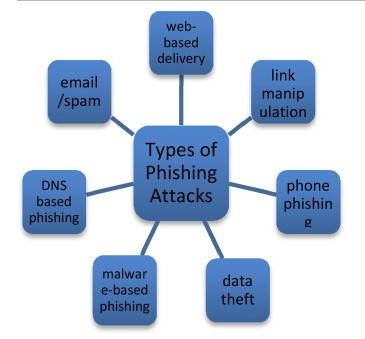 web-
based
delivery
link
manip
ulation
phone
phishin
g
data
theft
malwar
e-based
phishing
DNS
based
phishing
email
/spam
Types of
Phishing
Attacks